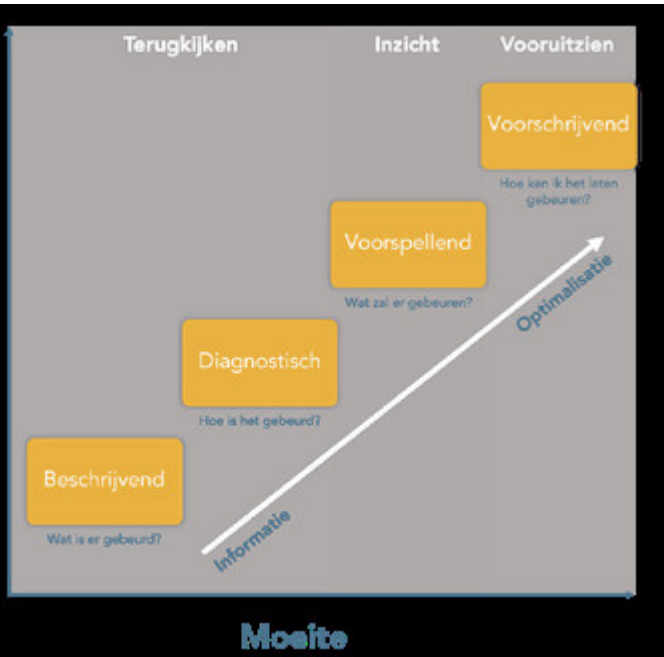 Terugkijken Inzicht Vooruitzien
Voorschrijvend
Hoe kan ik het laten
gebeuren?
Voorspellend
Wat zal er gebeuren?
Optimalisatie
Diagnostisch
Hoe is het gebeurd?
Beschrijvend
Wat is er gebeurd?
Informatie
Moeite